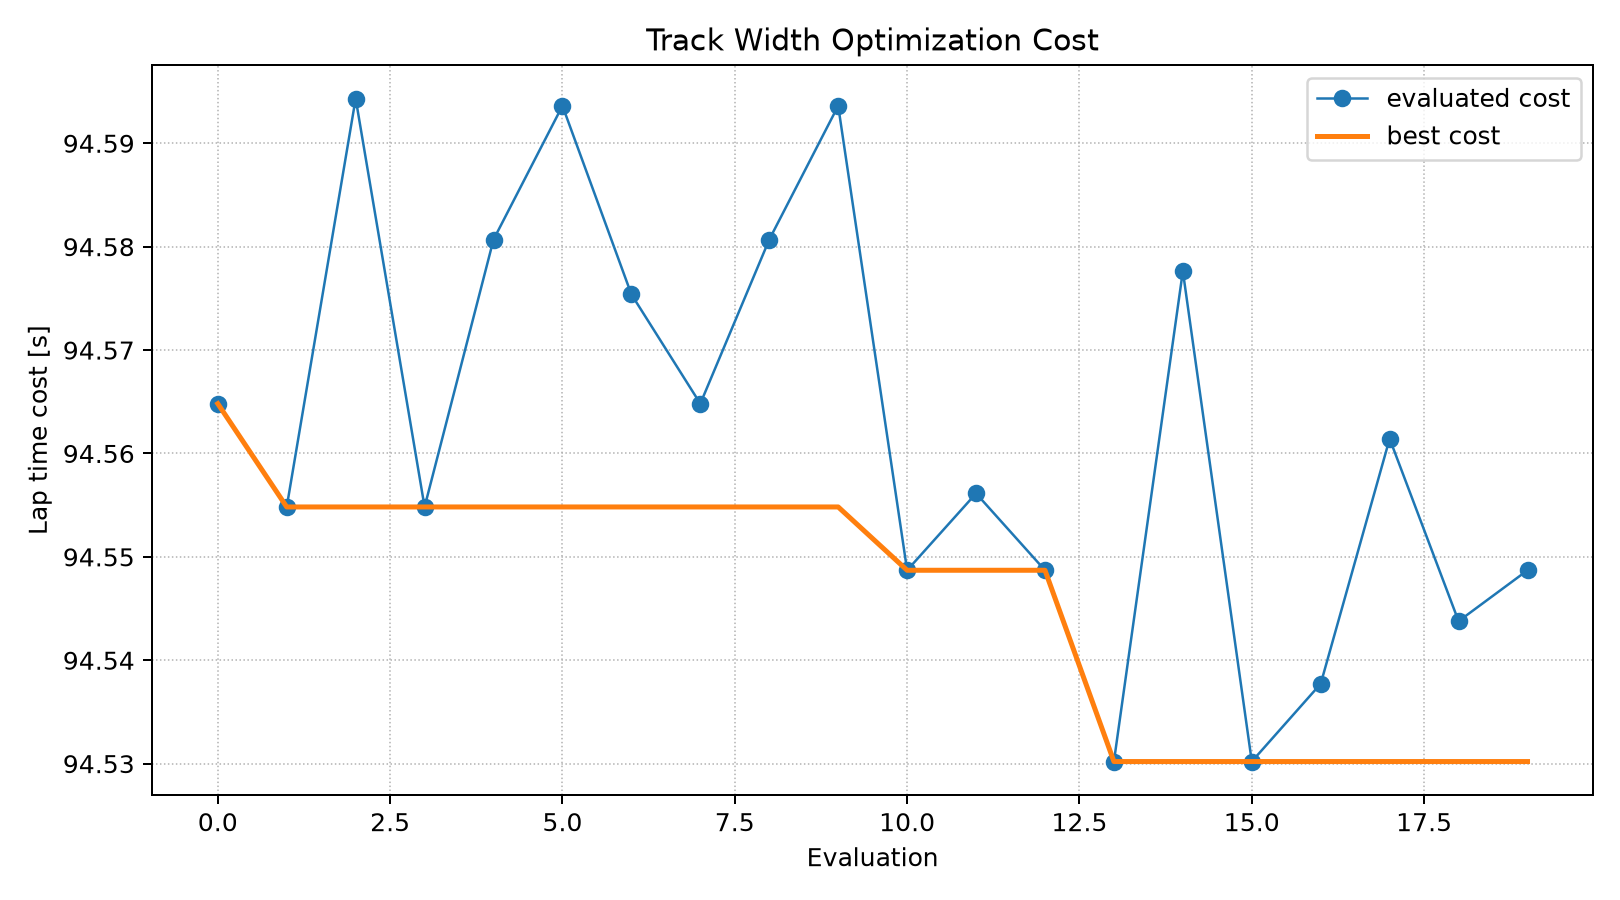 Track Width Optimization Cost
evaluated cost
best cost
94.59
94.58
94.57
94.56
94.55
94.54
94.53
Lap time cost [s]
0.0 2.5 5.0 7.5 10.0 12.5 15.0 17.5
Evaluation